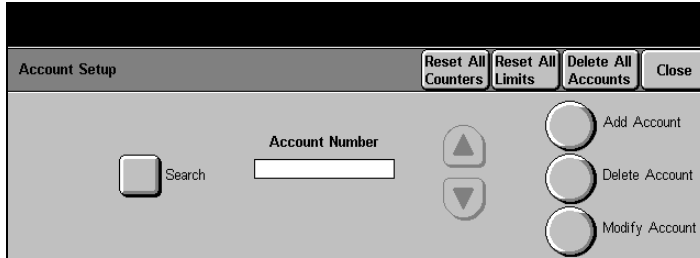 Account Setup
Reset All Counters
Reset All Limits
Delete All Accounts
Close
Search
Account Number
Add Account
Delete Account
Modify Account